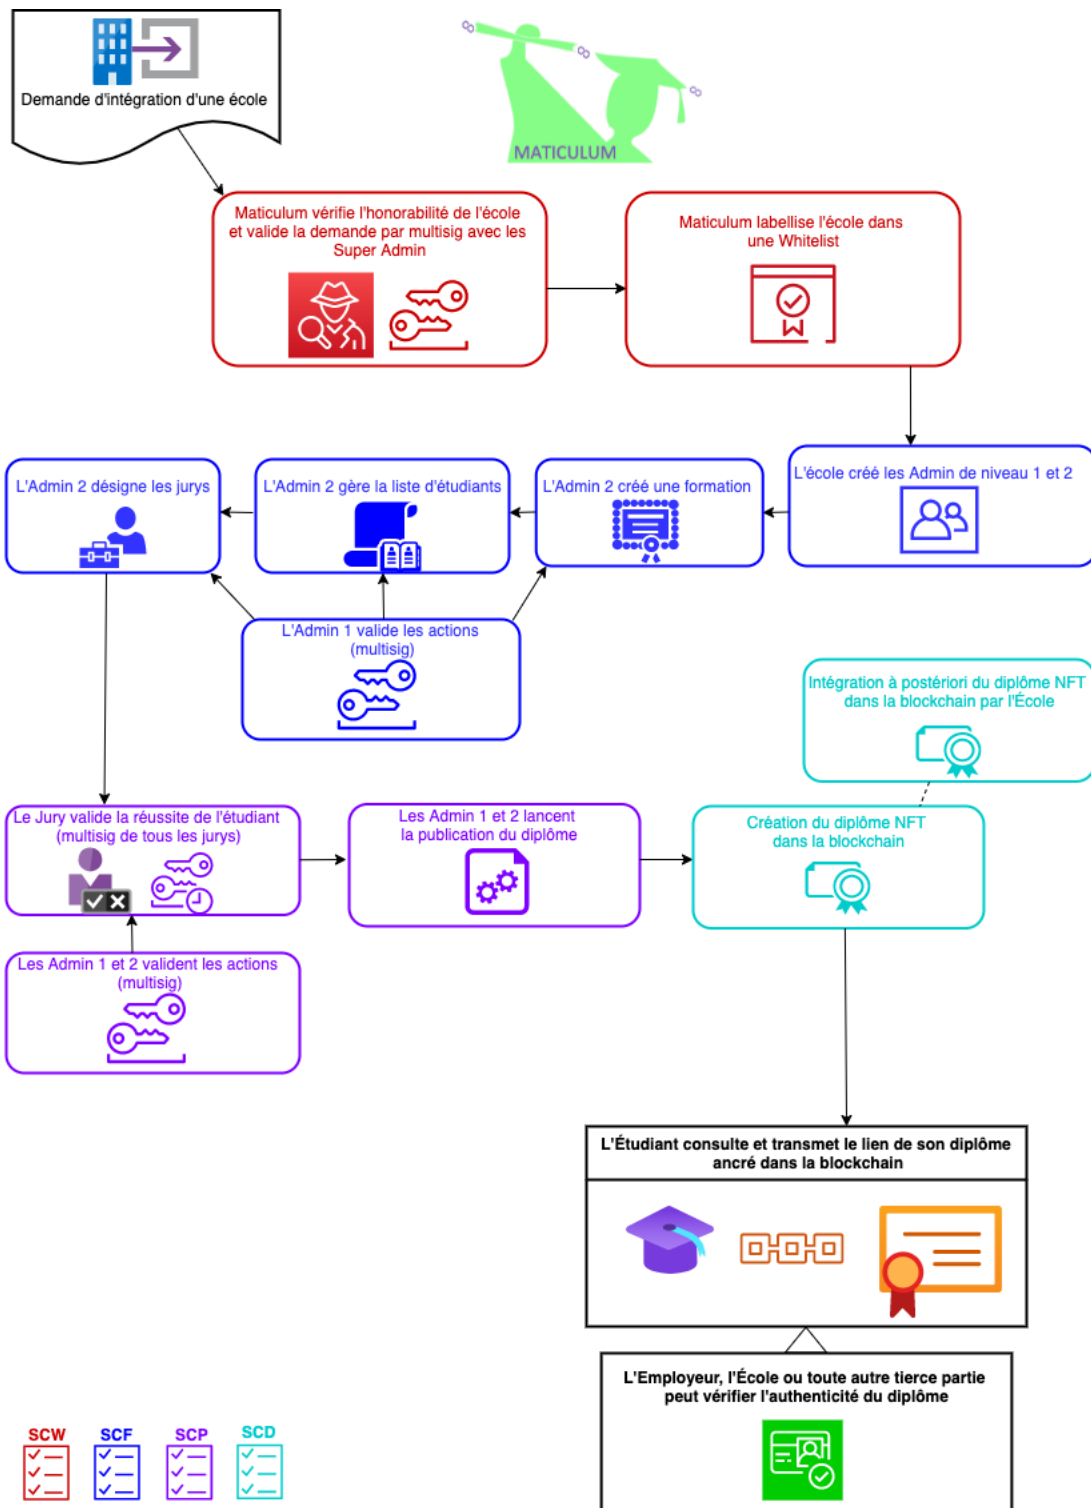 Demande d'intégration d'une école
MATICULUM
Maticulum vérifie l'honorabilité de l'école
et valide la demande par multisig avec les
Super Admin
Maticulum labellise l'école dans
une Whitelist
L'Admin 2 désigne les jurys
L'Admin 2 gère la liste d'étudiants
L'Admin 2 créé une formation
L'école créé les Admin de niveau 1 et 2
L'Admin 1 valide les actions
(multisig)
Intégration à postériori du diplôme NFT
dans la blockchain par l'École
Le Jury valide la réussite de l'étudiant
(multisig de tous les jurys)
Les Admin 1 et 2 lancent
la publication du diplôme
Création du diplôme NFT
dans la blockchain
Les Admin 1 et 2 valident les actions
(multisig)
L'Étudiant consulte et transmet le lien de son diplôme
ancré dans la blockchain
L'Employeur, l'École ou toute autre tierce partie
peut vérifier l'authenticité du diplôme
SCW
SCF
SCP
SCD